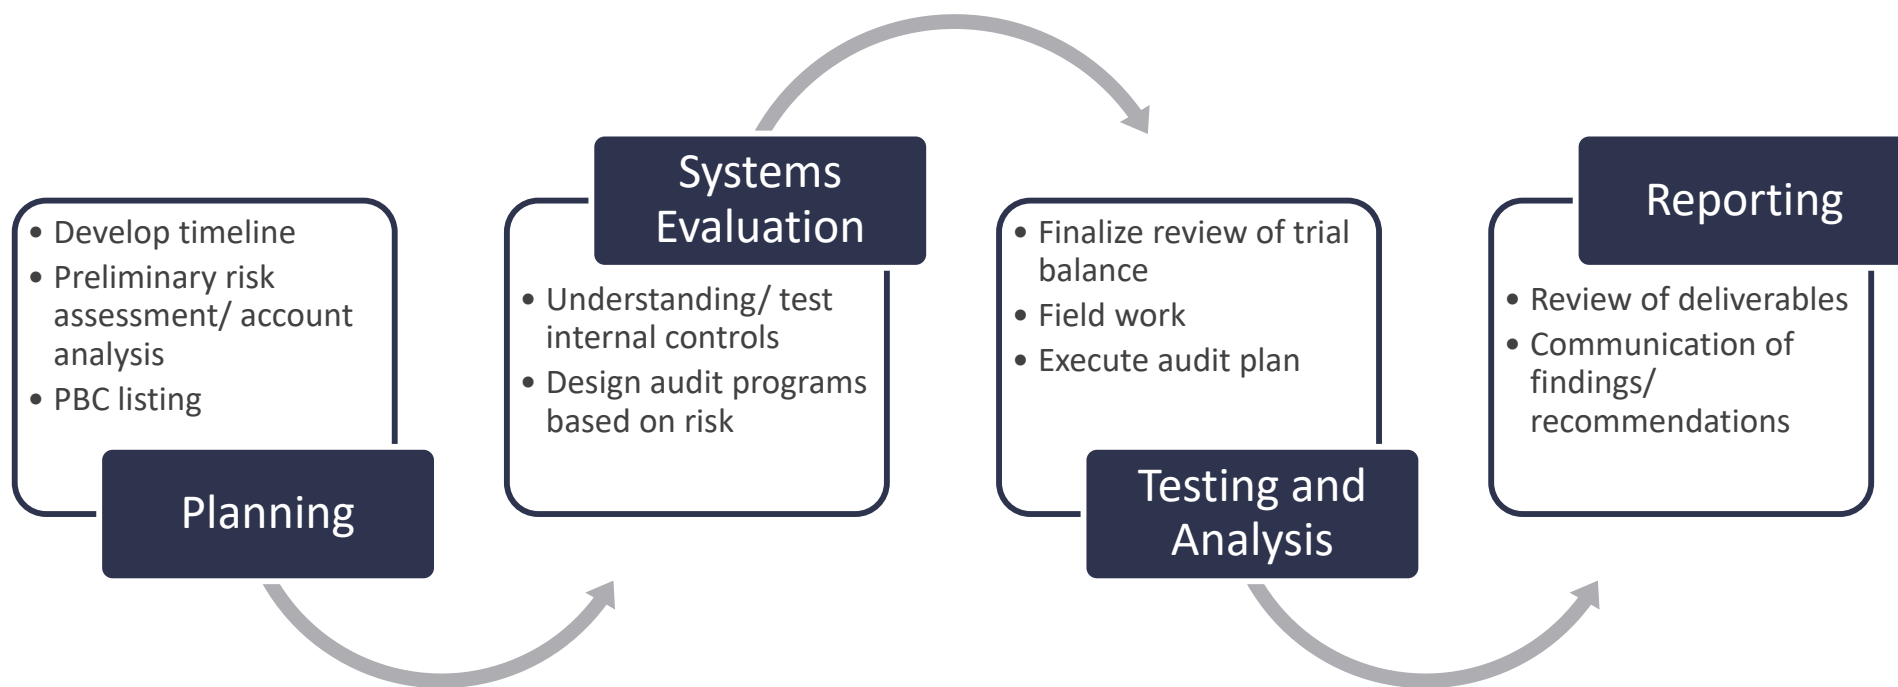 • Develop timeline
• Preliminary risk
assessment/ account
analysis
• PBC listing
Planning
Systems
Evaluation
• Understanding/ test
internal controls
• Design audit programs
based on risk
• Finalize review of trial
balance
• Field work
• Execute audit plan
Testing and
Analysis
Reporting
• Review of deliverables
• Communication of
findings/
recommendations